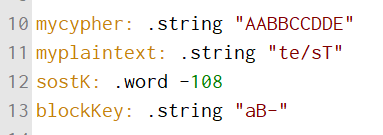 10 mycypher: .string "AABBCCDDE"
11 myplaintext: .string "te/sT"
12 sostK: .word -108
13 blockKey: .string "aB-"